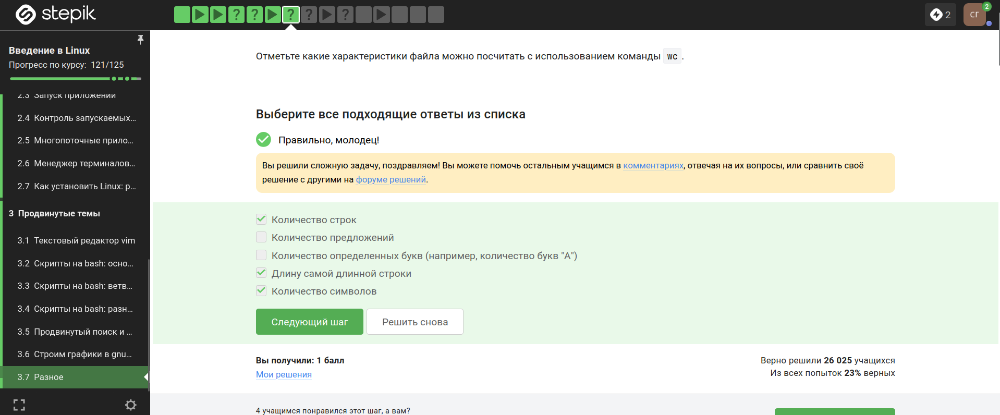 stepik
2
СГ
2
Введение в Linux
Прогресс по курсу: 121/125
2.3 Запуск приложений
2.4 Контроль запускаемых...
2.5 Многопоточные прило...
2.6 Менеджер терминалов...
2.7 Как установить Linux: р...
3 Продвинутые темы
3.1 Текстовый редактор vim
3.2 Скрипты на bash: осно...
3.3 Скрипты на bash: ветв...
3.4 Скрипты на bash: разн...
3.5 Продвинутый поиск и ...
3.6 Строим графики в gnu...
3.7 Разное
Отметьте какие характеристики файла можно посчитать с использованием команды wc.
Выберите все подходящие ответы из списка
Правильно, молодец!
Вы решили сложную задачу, поздравляем! Вы можете помочь остальным учащимся в комментариях, отвечая на их вопросы, или сравнить своё
решение с другими на форуме решений.
Количество строк
Количество предложений
Количество определенных букв (например, количество букв "А")
Длину самой длинной строки
Количество символов
Следующий шаг
Решить снова
Вы получили: 1 балл
Мои решения
Верно решили 26 025 учащихся
Из всех попыток 23% верных
4 учащимся понравился этот шаг, а вам?